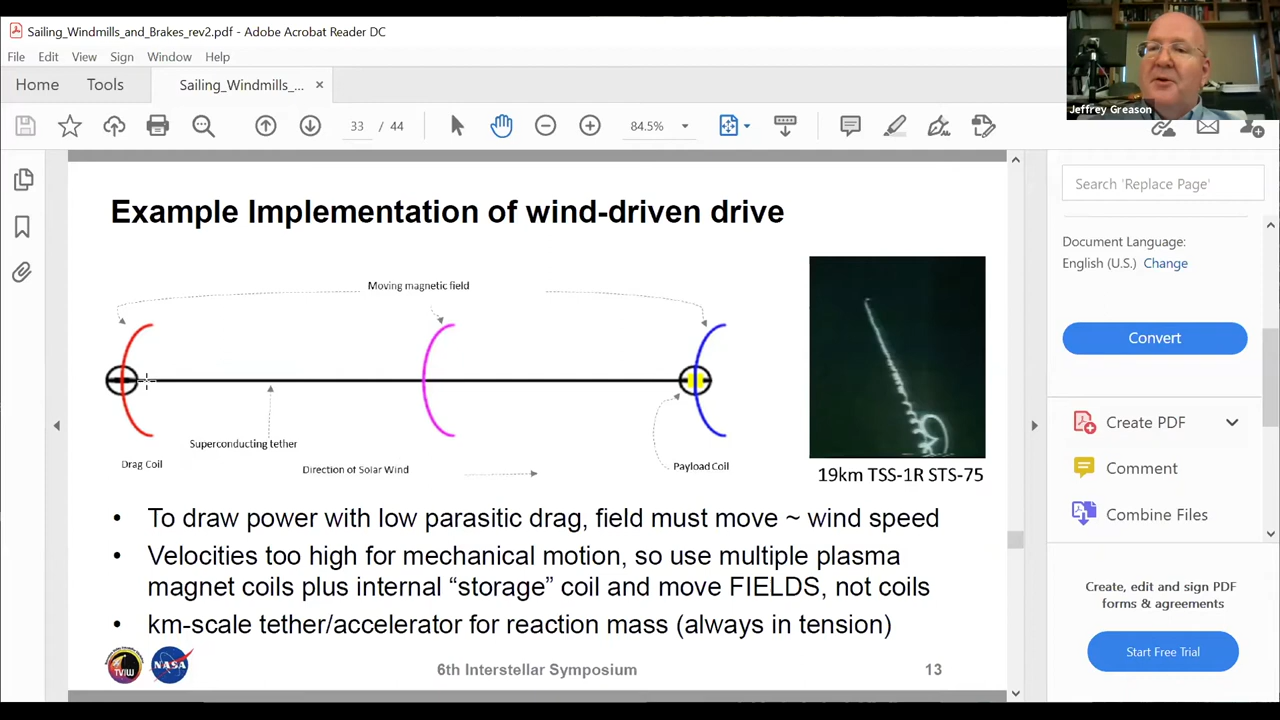 Sailing_Windmills_and_Brakes_rev2.pdf - Adobe Acrobat Reader DC
File Edit View Sign Window Help
Home Tools Sailing_Windmills_... ×
33 / 44 84.5%
Jeffrey Greason
Example Implementation of wind-driven drive
Moving magnetic field
Superconducting tether
Drag Coil
Direction of Solar Wind
Payload Coil
19km TSS-1R STS-75
• To draw power with low parasitic drag, field must move ~ wind speed
• Velocities too high for mechanical motion, so use multiple plasma
magnet coils plus internal “storage” coil and move FIELDS, not coils
• km-scale tether/accelerator for reaction mass (always in tension)
TVIW NASA
6th Interstellar Symposium
13
Search 'Replace Page'
Document Language:
English (U.S.) Change
Convert
Create PDF
Comment
Combine Files
Create, edit and sign PDF
forms & agreements
Start Free Trial